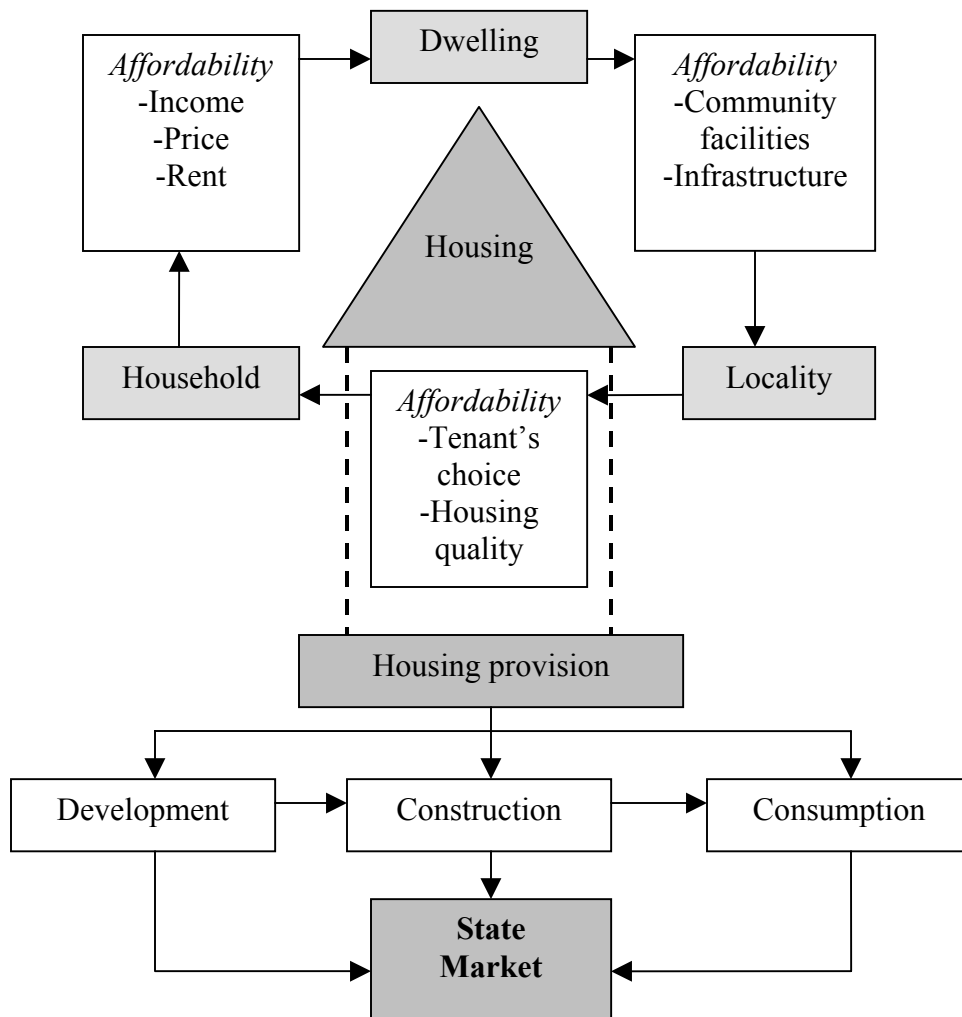 Dwelling
Affordability
-Income
-Price
-Rent
Affordability
-Community
facilities
-Infrastructure
Housing
Household
Locality
Affordability
-Tenant’s
choice
-Housing
quality
Housing provision
Development
Construction
Consumption
State
Market